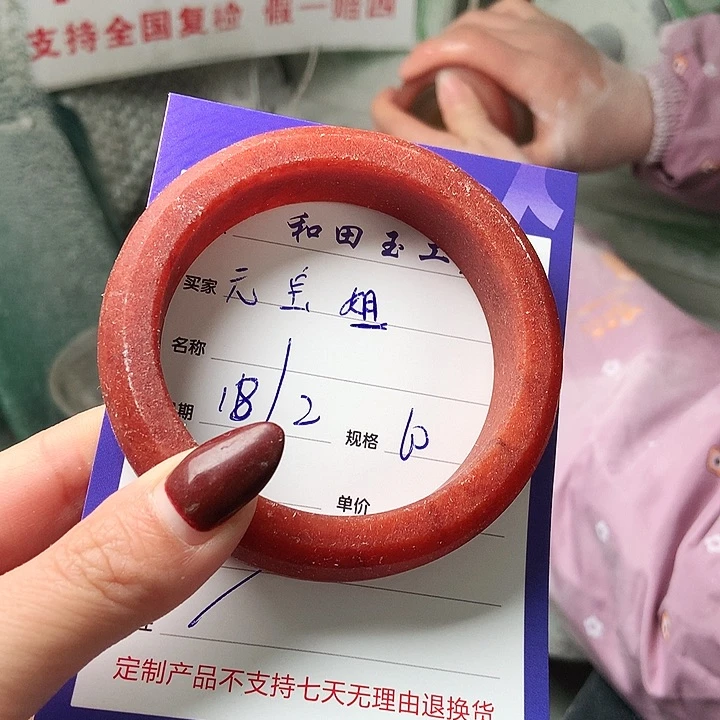 支持全国复检 假一赔四
和田玉工
买家 元宝姐
名称
期 18/2 规格 60
单价
定制产品不支持七天无理由退换货